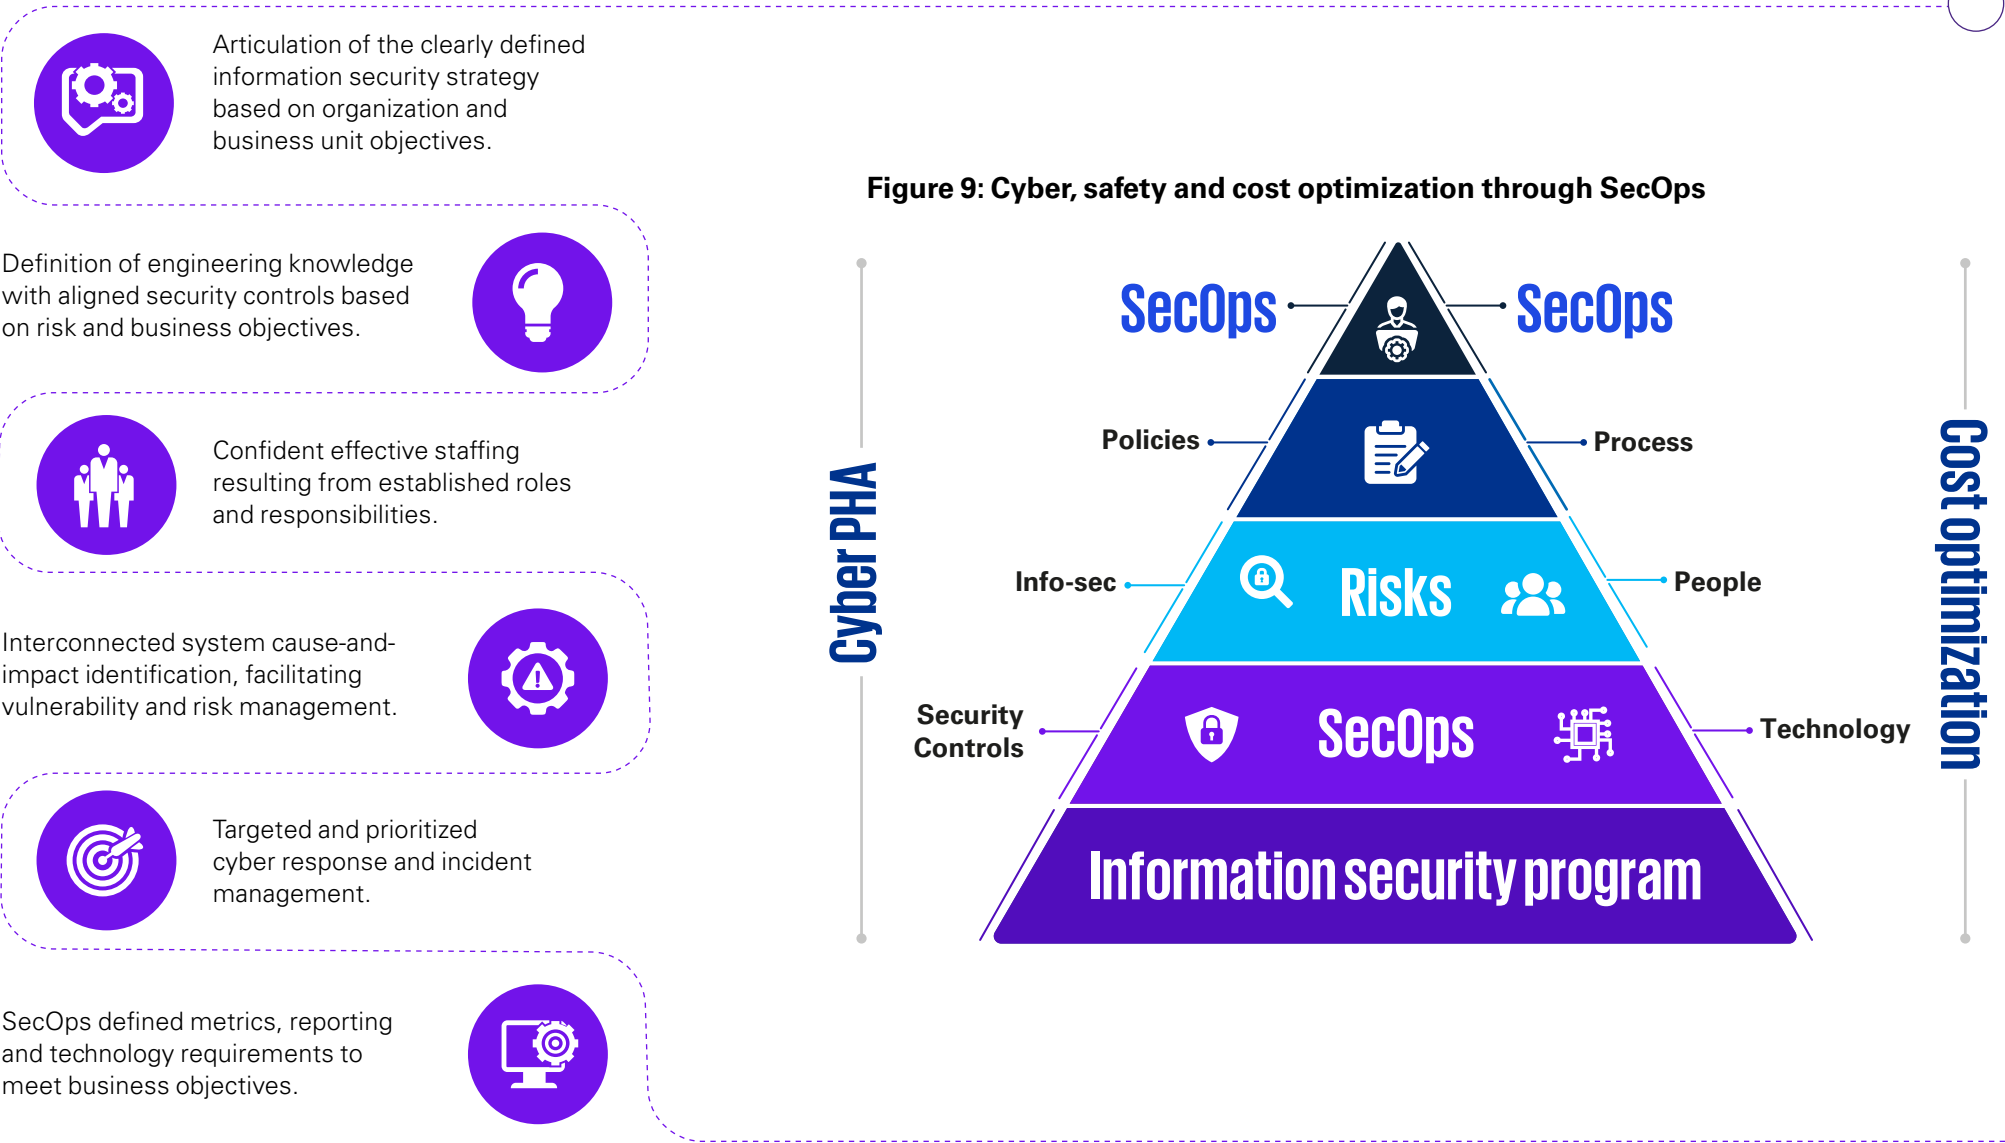 Articulation of the clearly defined
information security strategy
based on organization and
business unit objectives.
Definition of engineering knowledge
with aligned security controls based
on risk and business objectives.
Confident effective staffing
resulting from established roles
and responsibilities.
Interconnected system cause-and-
impact identification, facilitating
vulnerability and risk management.
Targeted and prioritized
cyber response and incident
management.
SecOps defined metrics, reporting
and technology requirements to
meet business objectives.
Figure 9: Cyber, safety and cost optimization through SecOps
Cyber PHA
SecOps
SecOps
Policies
Process
Info-sec
Risks
People
Security
Controls
SecOps
Technology
Information security program
Cost optimization